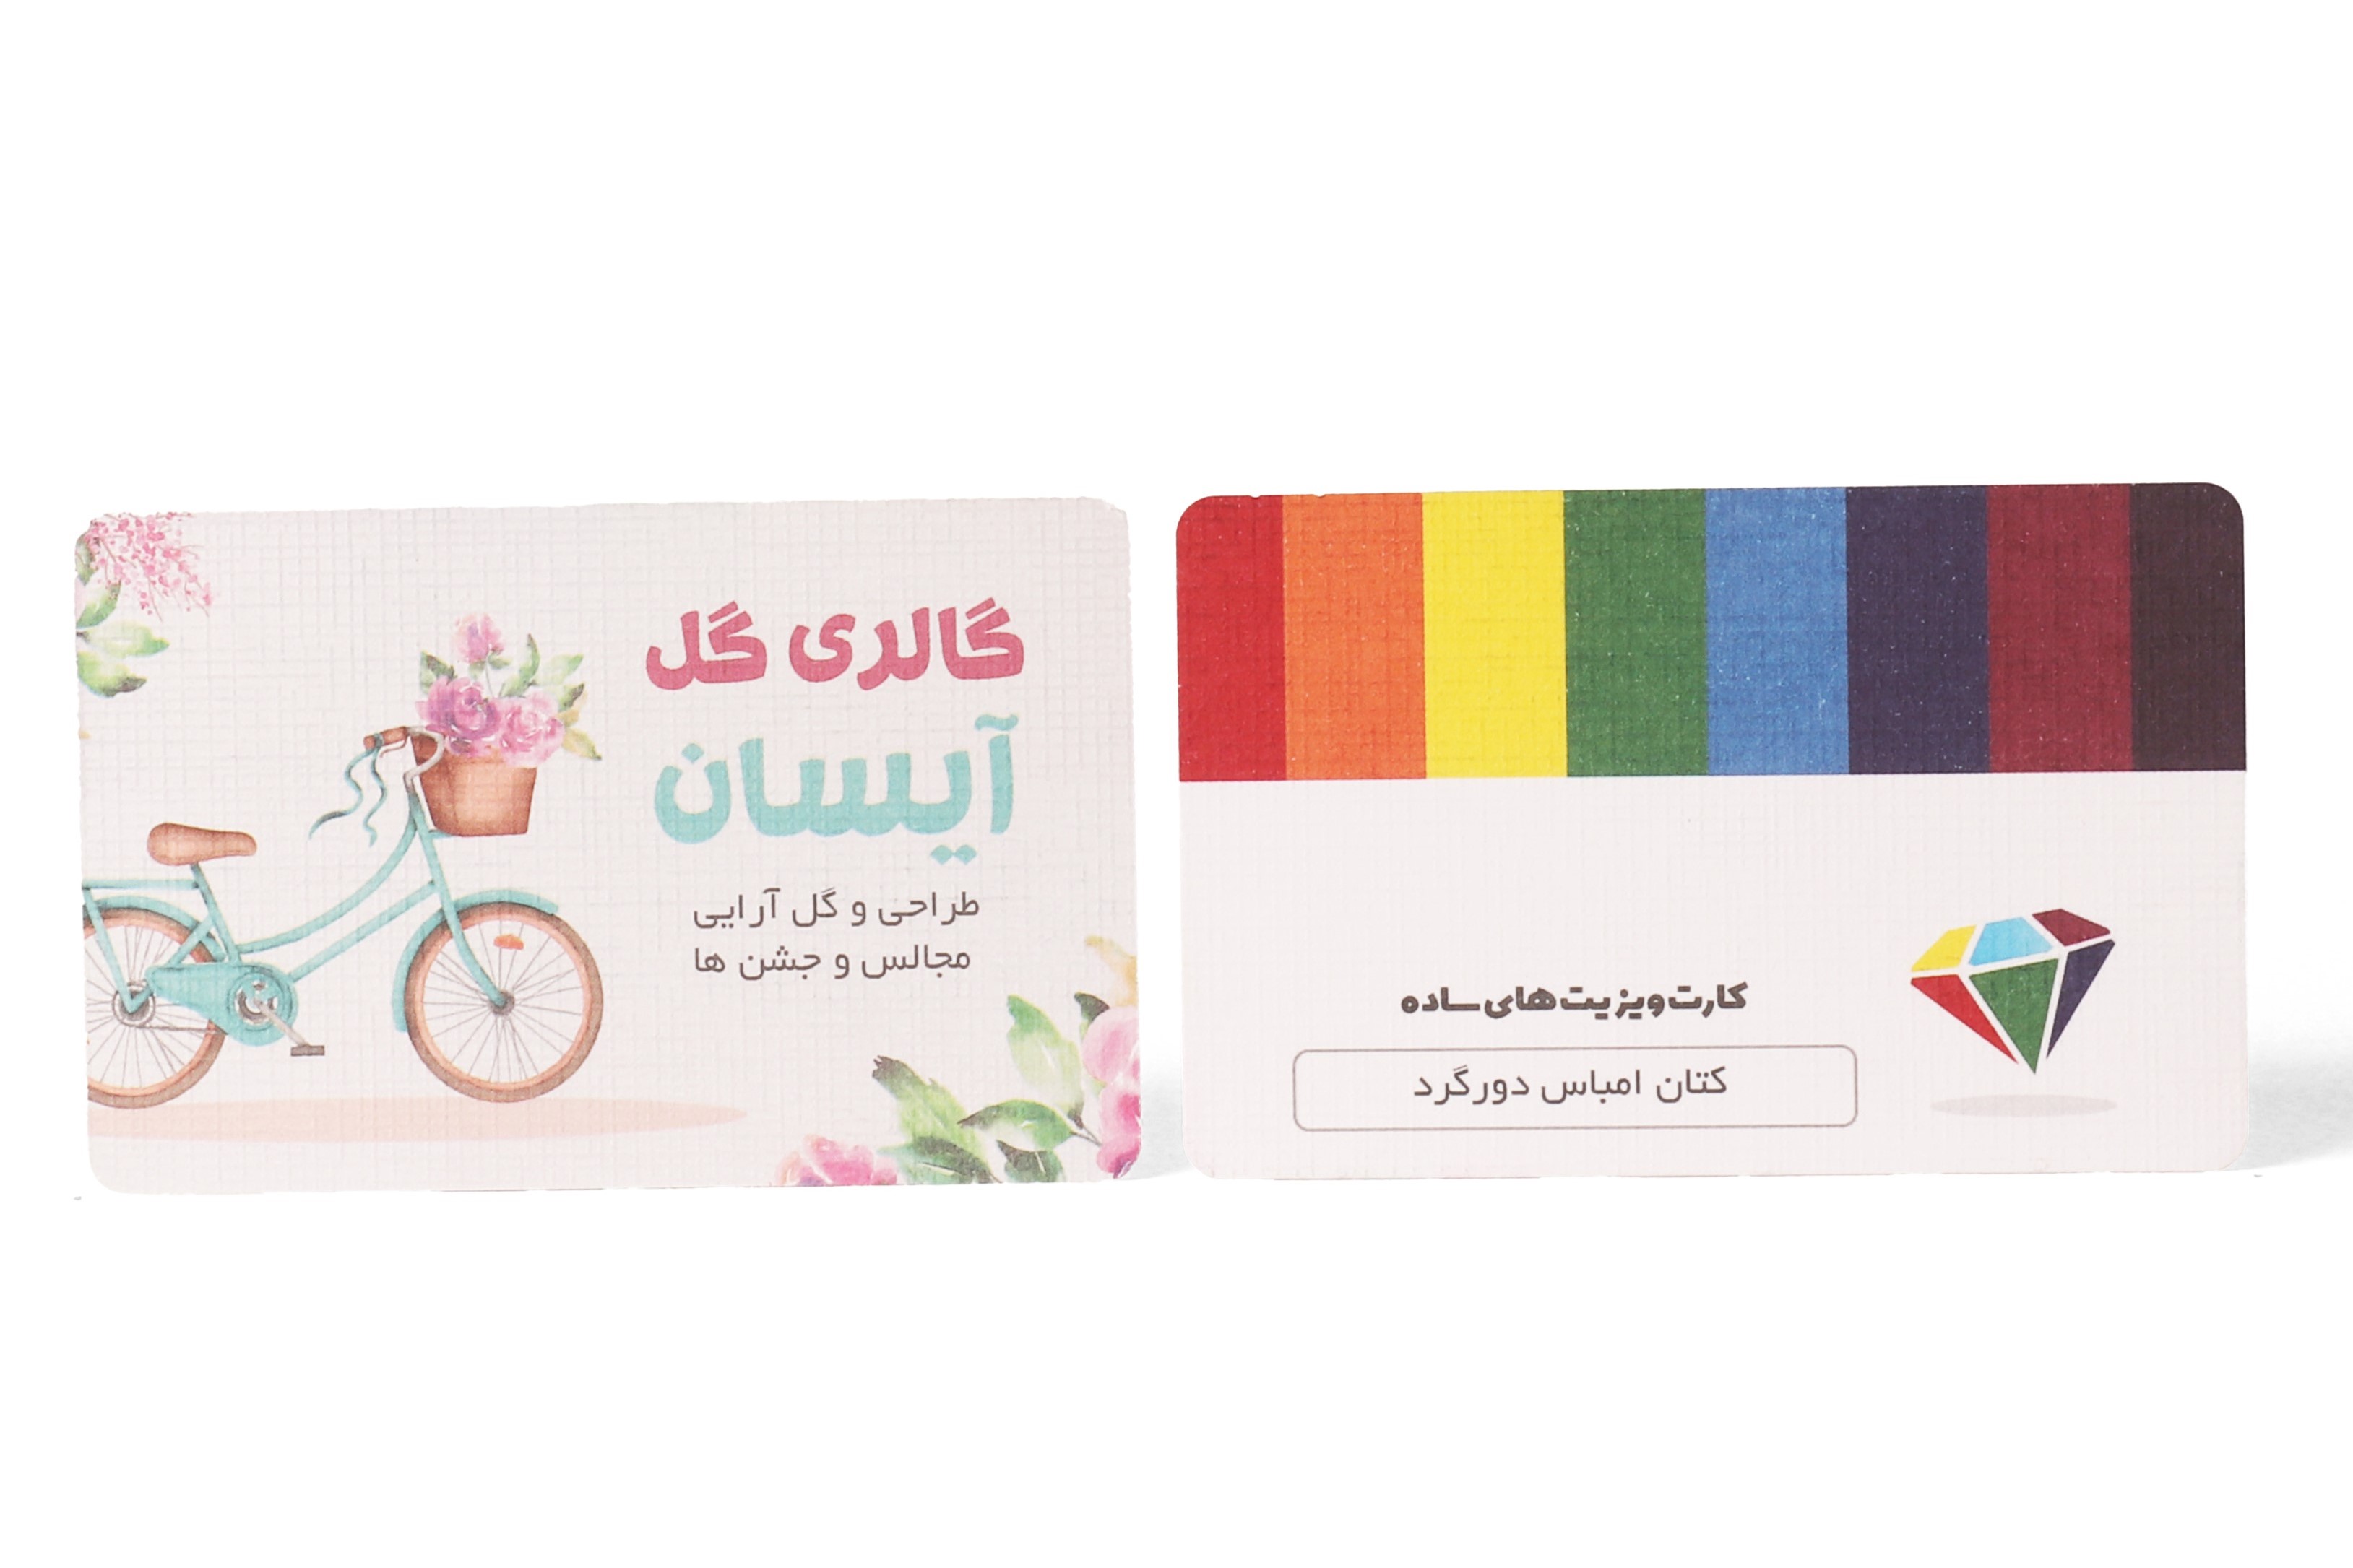 گالری گل
آیسان
طراحی و گل آرایی
مجالس و جشن ها
کارت ویزیت های ساده
کتان امباس دورگرد